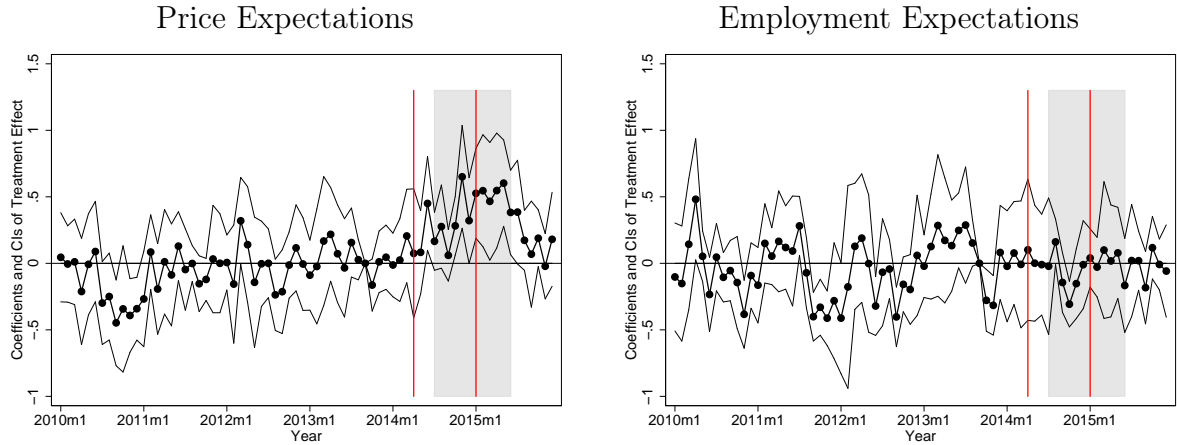 Price Expectations
Coefficients and CIs of Treatment Effect
1.5
1
.5
0
-.5
-1
2010m1 2011m1 2012m1 2013m1 2014m1 2015m1
Year
Employment Expectations
Coefficients and CIs of Treatment Effect
1.5
1
.5
0
-.5
-1
2010m1 2011m1 2012m1 2013m1 2014m1 2015m1
Year